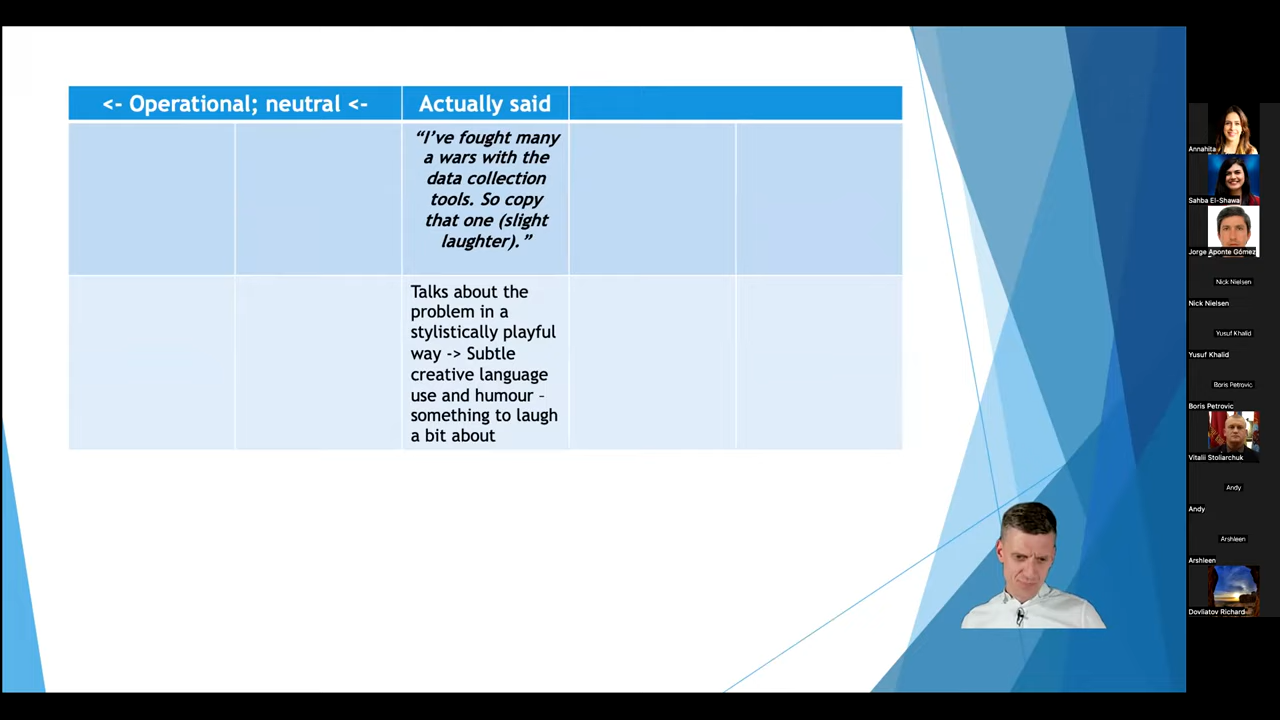 <- Operational; neutral <-
Actually said
“I’ve fought many
a wars with the
data collection
tools. So copy
that one (slight
laughter).”
Talks about the
problem in a
stylistically playful
way -> Subtle
creative language
use and humour –
something to laugh
a bit about
Annahita
Sahba El-Shawa
Jorge Aponte Gómez
Nick Nielsen
Nick Nielsen
Yusuf Khalid
Yusuf Khalid
Boris Petrovic
Boris Petrovic
Vitalii Stoliarchuk
Andy
Andy
Arshleen
Arshleen
Dovliatov Richard